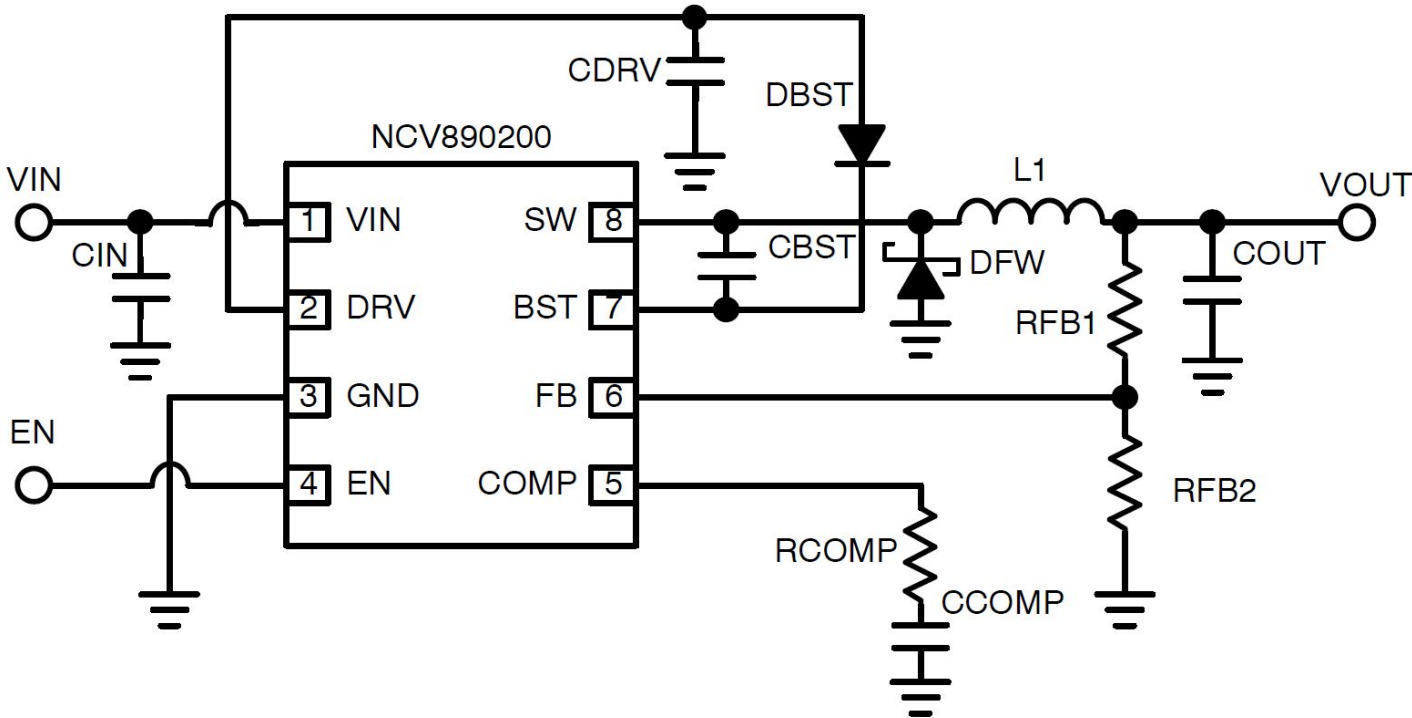 CDRV
DBST
NCV890200
VIN
L1
VOUT
1 VIN
SW 8
CIN
CBST
DFW
COUT
2 DRV
BST 7
RFB1
3 GND
FB 6
EN
4 EN
COMP 5
RFB2
RCOMP
CCOMP